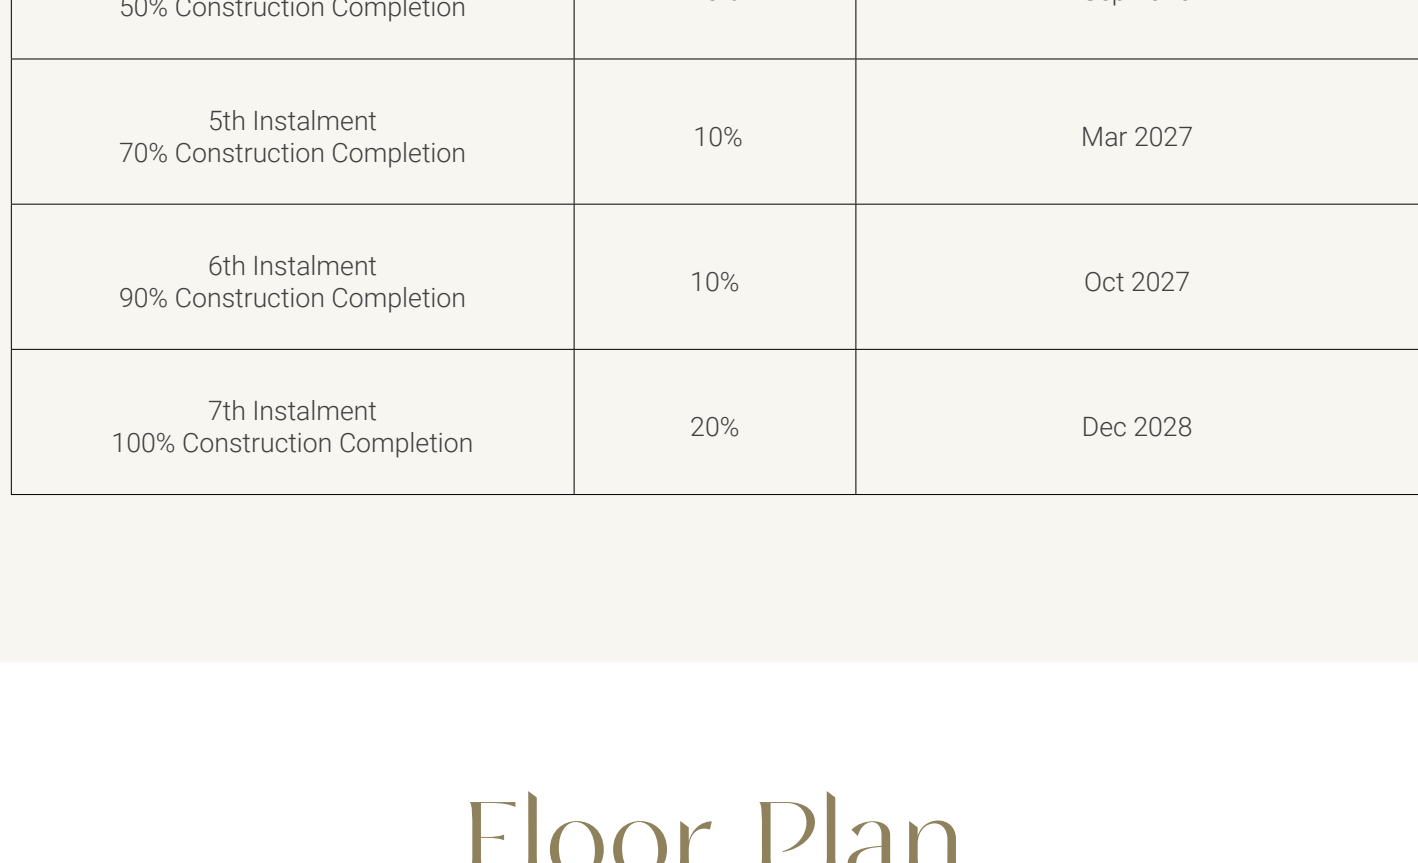 50% Construction Completion
5th Instalment
70% Construction Completion
10%
Mar 2027
6th Instalment
90% Construction Completion
10%
Oct 2027
7th Instalment
100% Construction Completion
20%
Dec 2028
Floor Plan